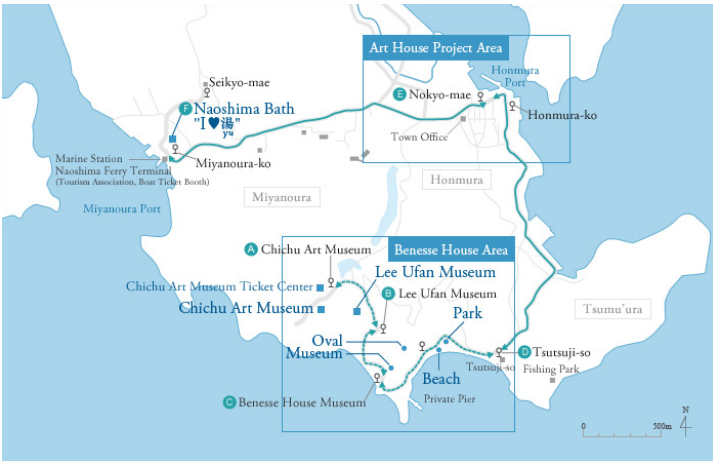 Art House Project Area
Honmura
Port
Seikyo-mae
E Nokyo-mae
F Naoshima Bath
"I♥湯"
yu
Honmura-ko
Town Office
Marine Station
Naoshima Ferry Terminal
(Tourism Association, Boat Ticket Booth)
Miyanoura-ko
Miyanoura Port
Miyanoura
Honmura
Benesse House Area
A Chichu Art Museum
Lee Ufan Museum
Chichu Art Museum Ticket Center
B Lee Ufan Museum
Chichu Art Museum
Tsumu'ura
Park
Oval
Museum
D Tsutsuji-so
Tsutsuji-so
Fishing Park
Beach
Private Pier
C Benesse House Museum
N
0 500m